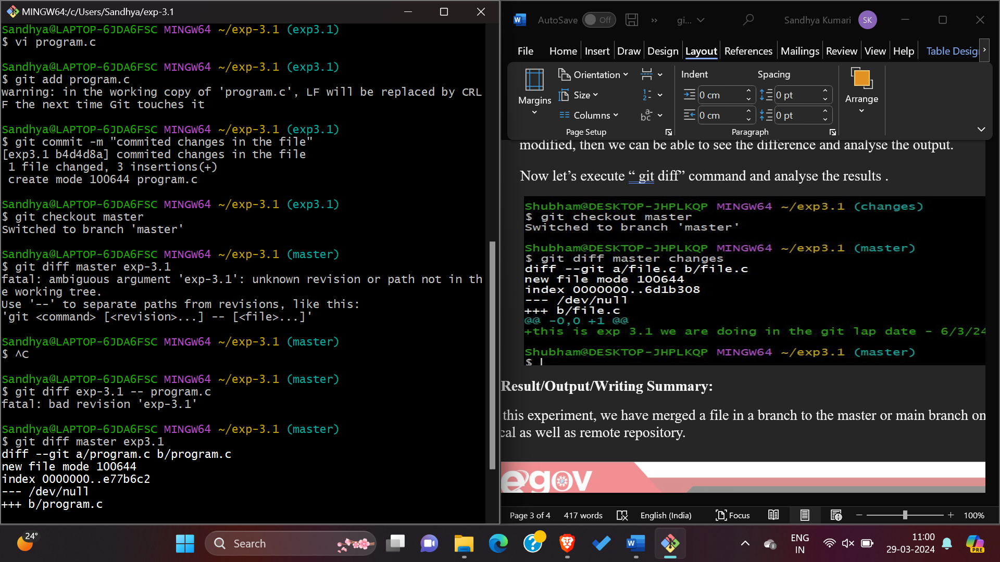 MINGW64:/c/Users/Sandhya/exp-3.1
Sandhya@LAPTOP-6JDA6FSC MINGW64 ~/exp-3.1 (exp3.1)
$ vi program.c
Sandhya@LAPTOP-6JDA6FSC MINGW64 ~/exp-3.1 (exp3.1)
$ git add program.c
warning: in the working copy of 'program.c', LF will be replaced by CRL
F the next time Git touches it
Sandhya@LAPTOP-6JDA6FSC MINGW64 ~/exp-3.1 (exp3.1)
$ git commit -m "commited changes in the file"
[exp3.1 b4d4d8a] commited changes in the file
1 file changed, 3 insertions(+)
create mode 100644 program.c
Sandhya@LAPTOP-6JDA6FSC MINGW64 ~/exp-3.1 (exp3.1)
$ git checkout master
Switched to branch 'master'
Sandhya@LAPTOP-6JDA6FSC MINGW64 ~/exp-3.1 (master)
$ git diff master exp-3.1
fatal: ambiguous argument 'exp-3.1': unknown revision or path not in th
e working tree.
Use '--' to separate paths from revisions, like this:
'git <command> [<revision>...] -- [<file>...]'
Sandhya@LAPTOP-6JDA6FSC MINGW64 ~/exp-3.1 (master)
$ ^C
Sandhya@LAPTOP-6JDA6FSC MINGW64 ~/exp-3.1 (master)
$ git diff exp-3.1 -- program.c
fatal: bad revision 'exp-3.1'
Sandhya@LAPTOP-6JDA6FSC MINGW64 ~/exp-3.1 (master)
$ git diff master exp3.1
diff --git a/program.c b/program.c
new file mode 100644
index 0000000..e77b6c2
--- /dev/null
+++ b/program.c
AutoSave Off » gi... Sandhya Kumari SK
File Home Insert Draw Design Layout References Mailings Review View Help Table Desig
Margins
Orientation
Size
Columns
Page Setup
Indent Spacing
0 cm 0 pt
0 cm 0 pt
Paragraph
Arrange
modified, then we can be able to see the difference and analyse the output.
Now let’s execute “ git diff” command and analyse the results .
Shubham@DESKTOP-JHPLKQP MINGW64 ~/exp3.1 (changes)
$ git checkout master
Switched to branch 'master'
Shubham@DESKTOP-JHPLKQP MINGW64 ~/exp3.1 (master)
$ git diff master changes
diff --git a/file.c b/file.c
new file mode 100644
index 0000000..6d1b308
--- /dev/null
+++ b/file.c
@@ -0,0 +1 @@
+this is exp 3.1 we are doing in the git lap date - 6/3/24
Shubham@DESKTOP-JHPLKQP MINGW64 ~/exp3.1 (master)
$
Result/Output/Writing Summary:
this experiment, we have merged a file in a branch to the master or main branch on
cal as well as remote repository.
egov
Page 3 of 4 417 words English (India) Focus 100%
24° Search ENG IN 11:00 29-03-2024 PRE